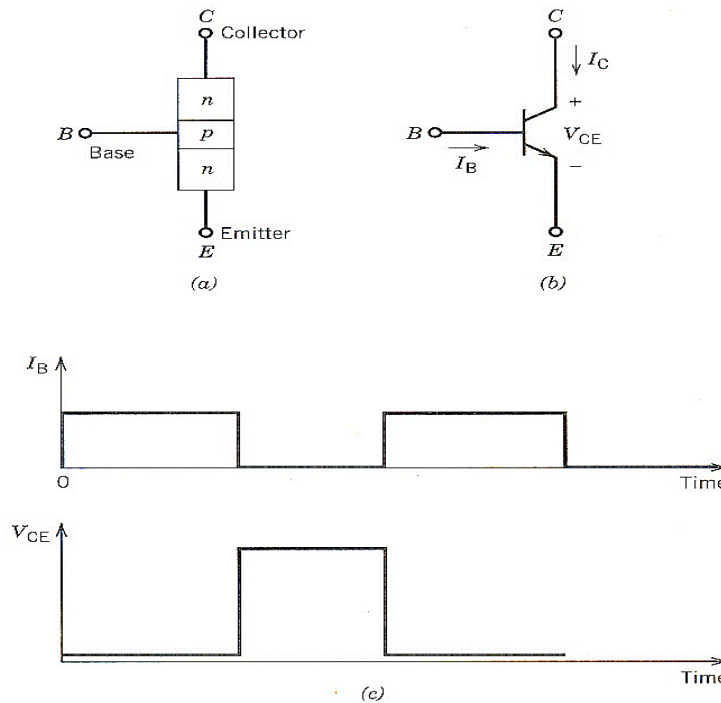 C
Collector
n
B
p
Base
n
Emitter
E
(a)
C
I_C
+
B
V_CE
I_B
−
E
(b)
I_B
0
Time
V_CE
Time
(c)